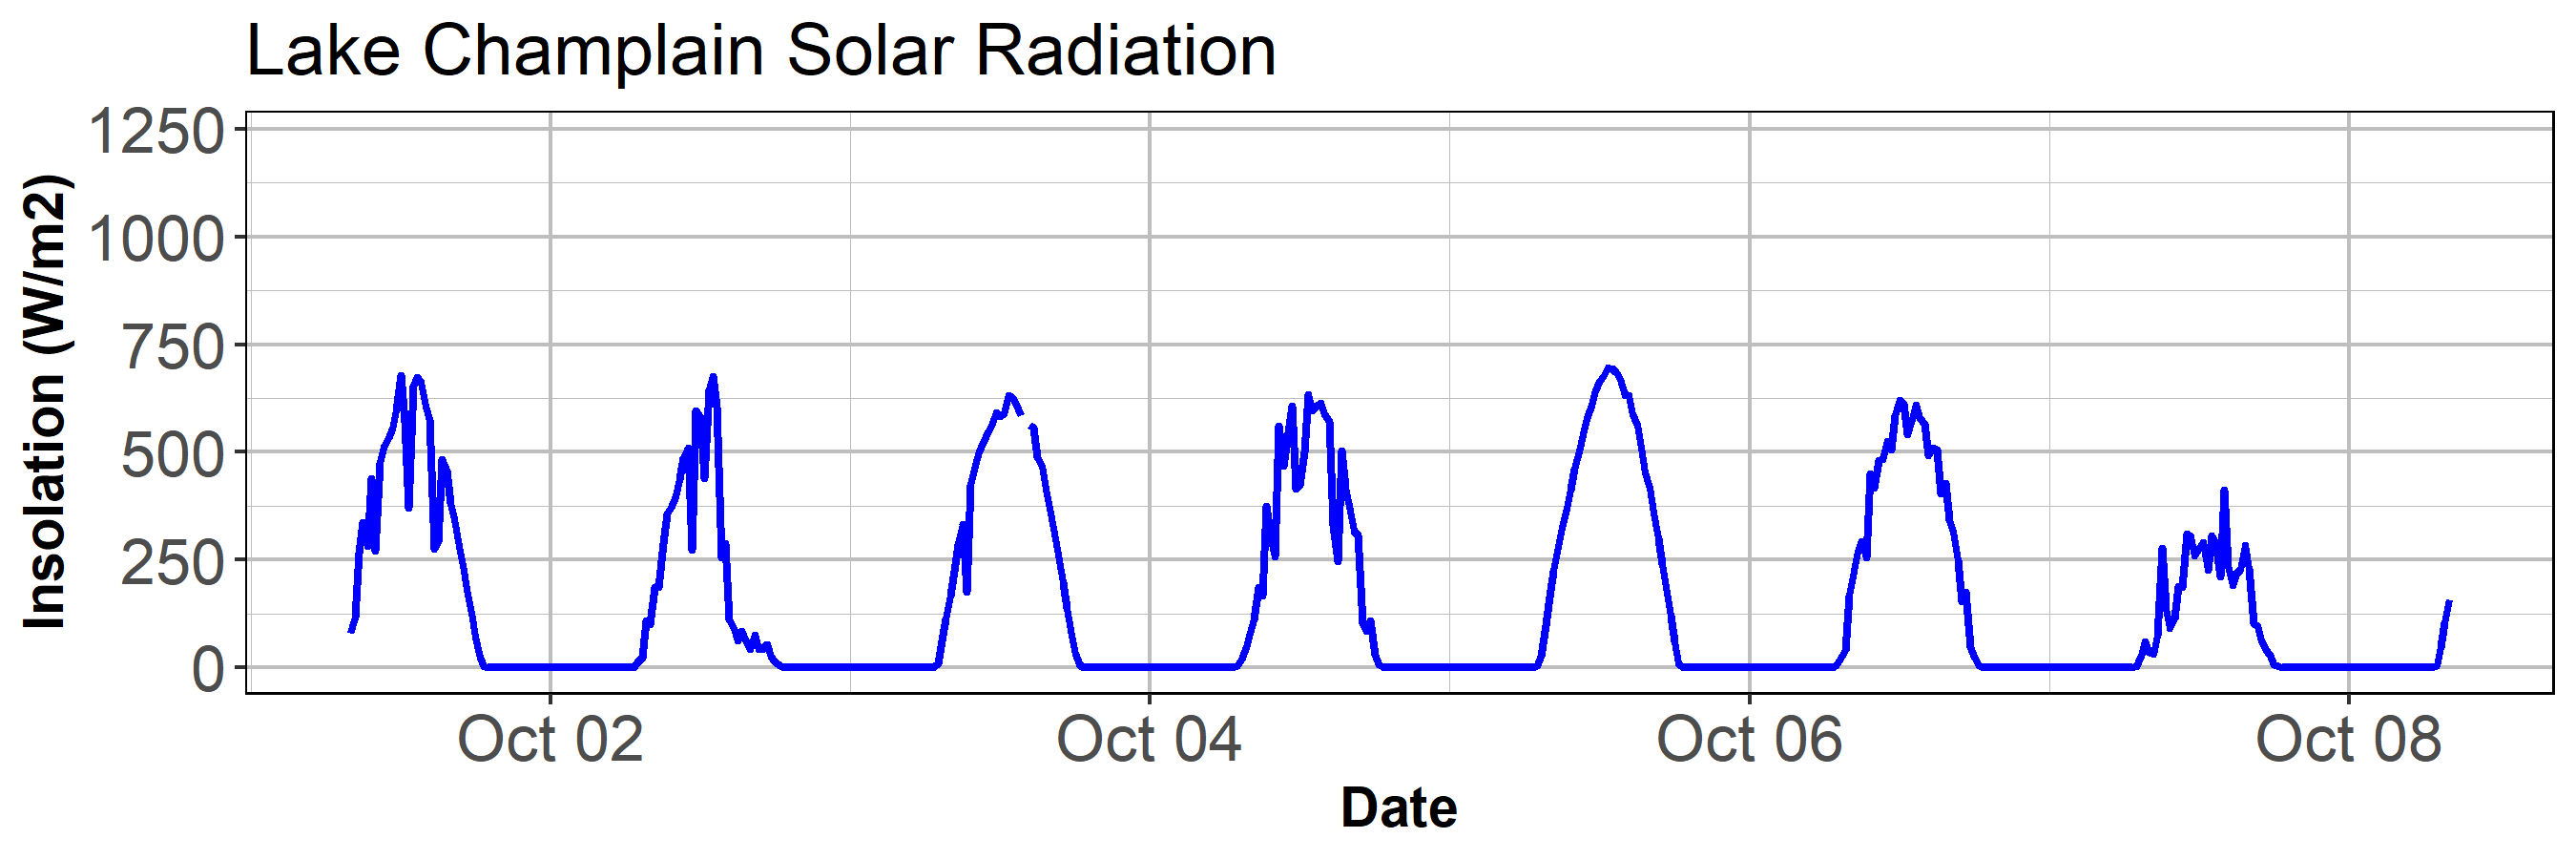 Lake Champlain Solar Radiation
1250
1000
750
500
250
0
Insolation (W/m2)
Oct 02
Oct 04
Oct 06
Oct 08
Date